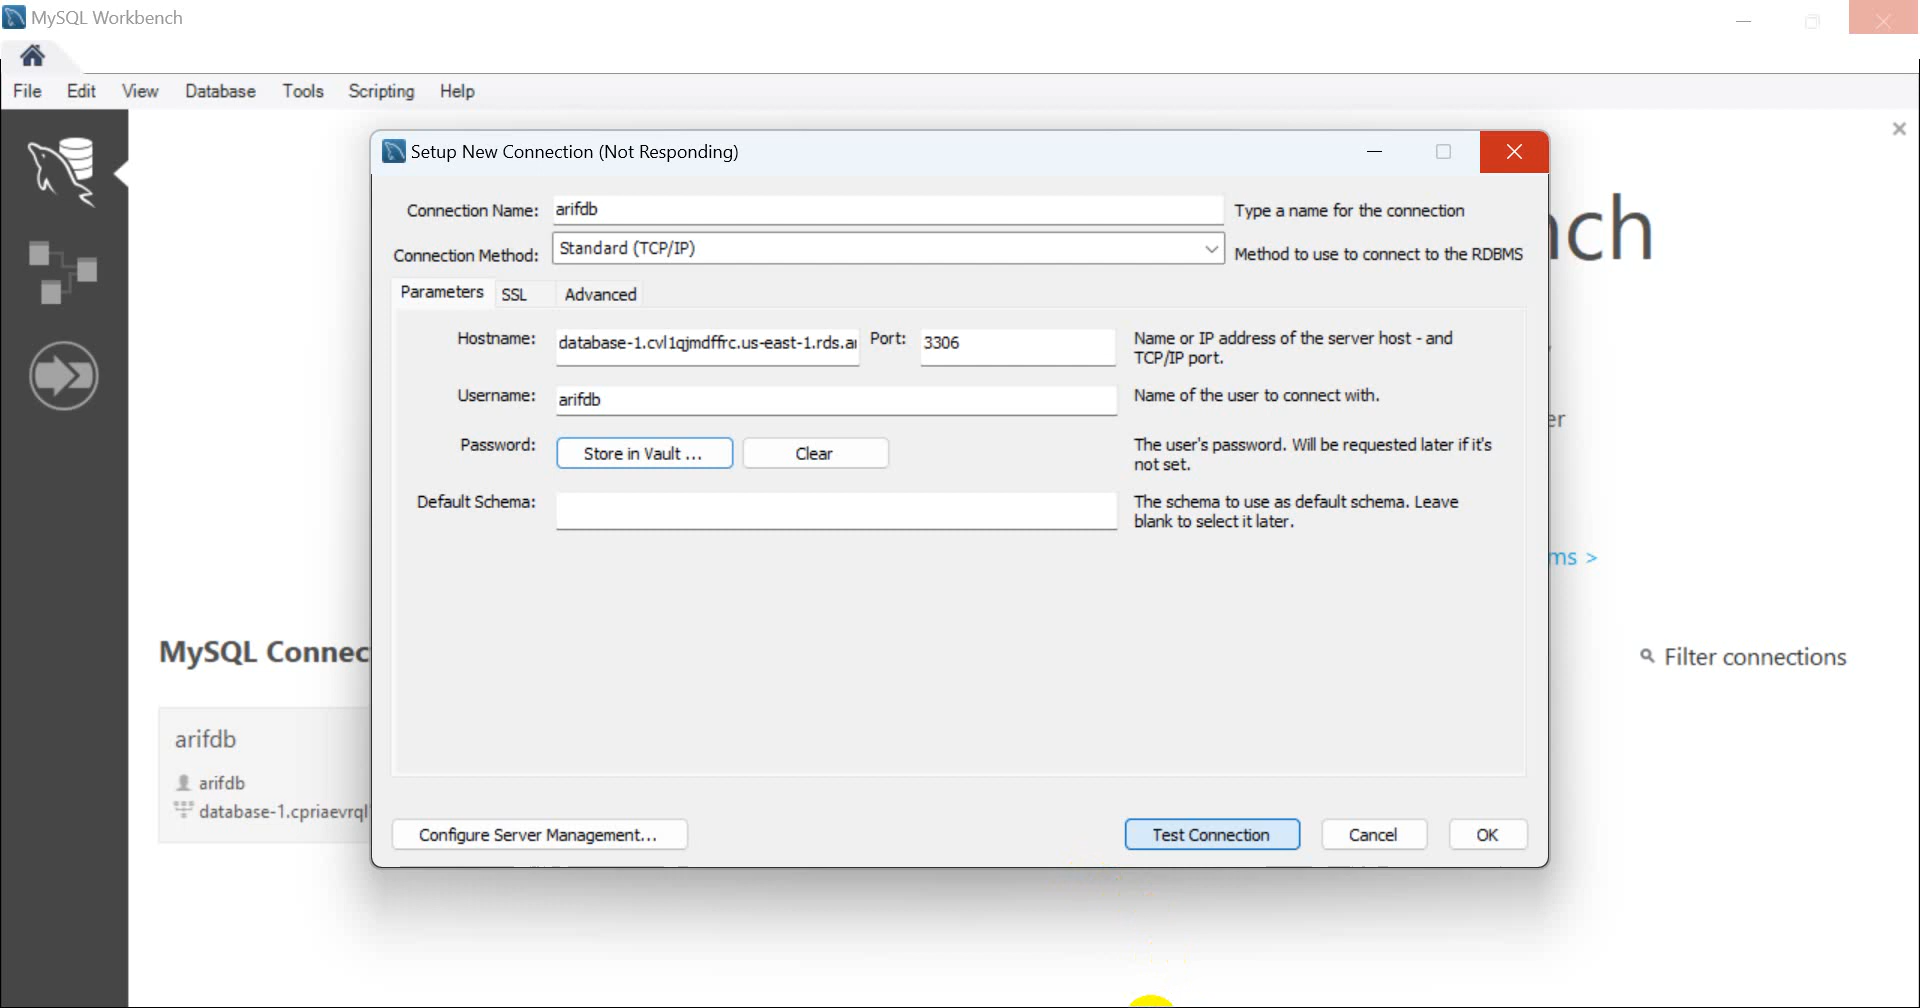 MySQL Workbench
File Edit View Database Tools Scripting Help
Setup New Connection (Not Responding)
Connection Name: arifdb Type a name for the connection
Connection Method: Standard (TCP/IP) Method to use to connect to the RDBMS
Parameters SSL Advanced
Hostname: database-1.cvl1qjmdffrc.us-east-1.rds.a Port: 3306 Name or IP address of the server host - and
TCP/IP port.
Username: arifdb Name of the user to connect with.
Password: Store in Vault ... Clear The user's password. Will be requested later if it's
not set.
Default Schema: The schema to use as default schema. Leave
blank to select it later.
Configure Server Management... Test Connection Cancel OK
nch
er
ms >
MySQL Connec
Filter connections
arifdb
arifdb
database-1.cpriaevrql